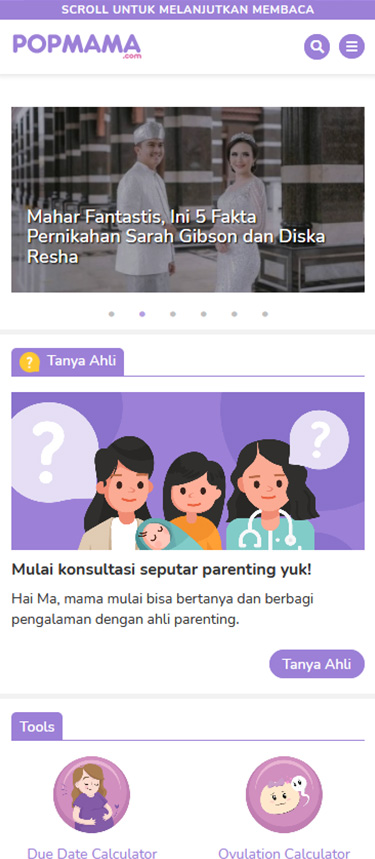 SCROLL UNTUK MELANJUTKAN MEMBACA
POPMAMA
.com
Mahar Fantastis, Ini 5 Fakta
Pernikahan Sarah Gibson dan Diska
Resha
? Tanya Ahli
? ?
Mulai konsultasi seputar parenting yuk!
Hai Ma, mama mulai bisa bertanya dan berbagi
pengalaman dengan ahli parenting.
Tanya Ahli
Tools
Due Date Calculator
Ovulation Calculator